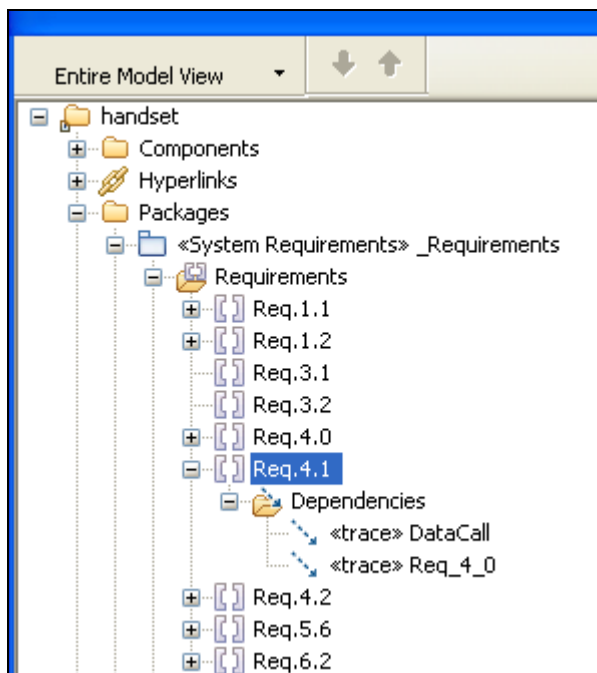 Entire Model View
handset
Components
Hyperlinks
Packages
«System Requirements» _Requirements
Requirements
Req.1.1
Req.1.2
Req.3.1
Req.3.2
Req.4.0
Req.4.1
Dependencies
«trace» DataCall
«trace» Req_4_0
Req.4.2
Req.5.6
Req.6.2